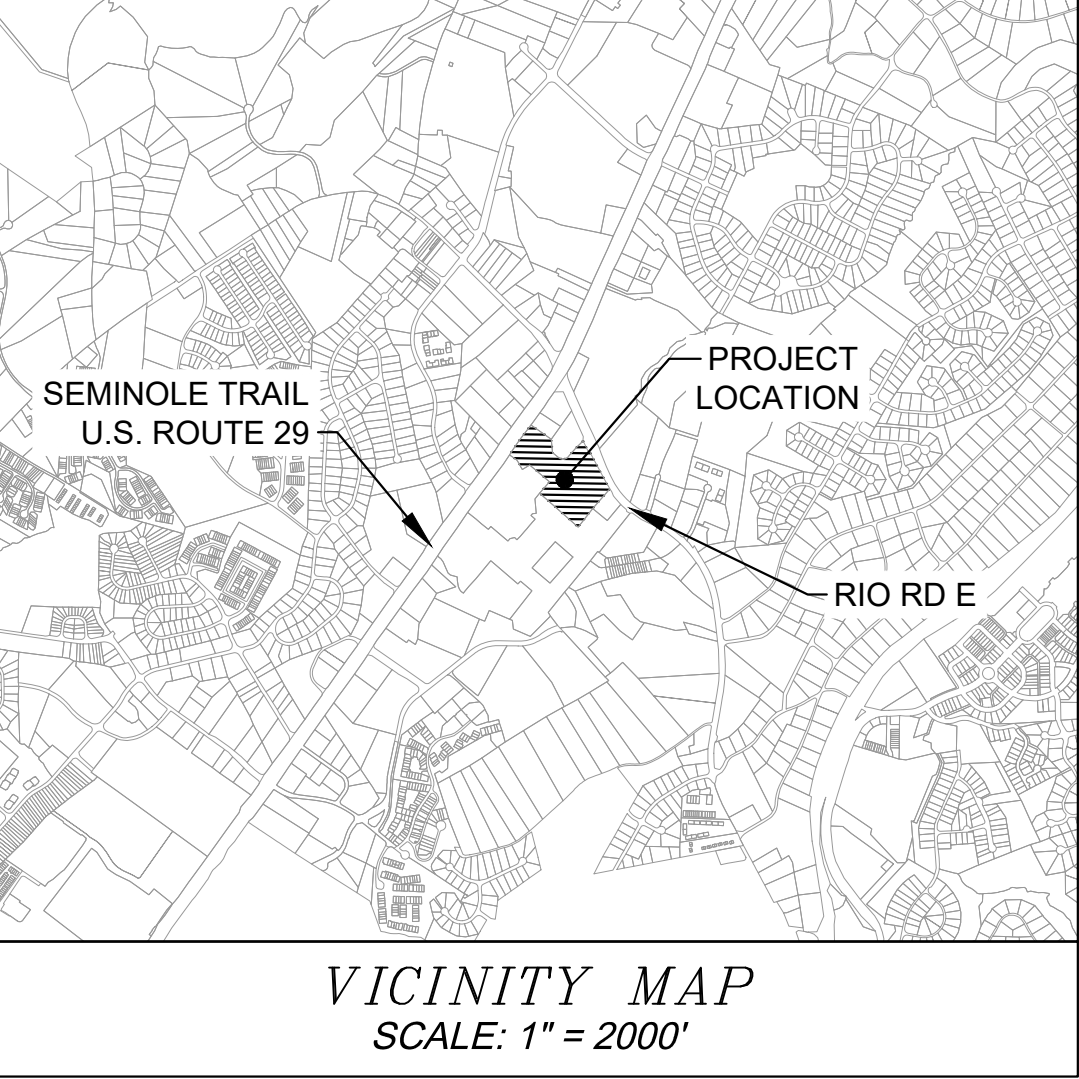 PROJECT
LOCATION
SEMINOLE TRAIL
U.S. ROUTE 29
RIO RD E
VICINITY MAP
SCALE: 1" = 2000'